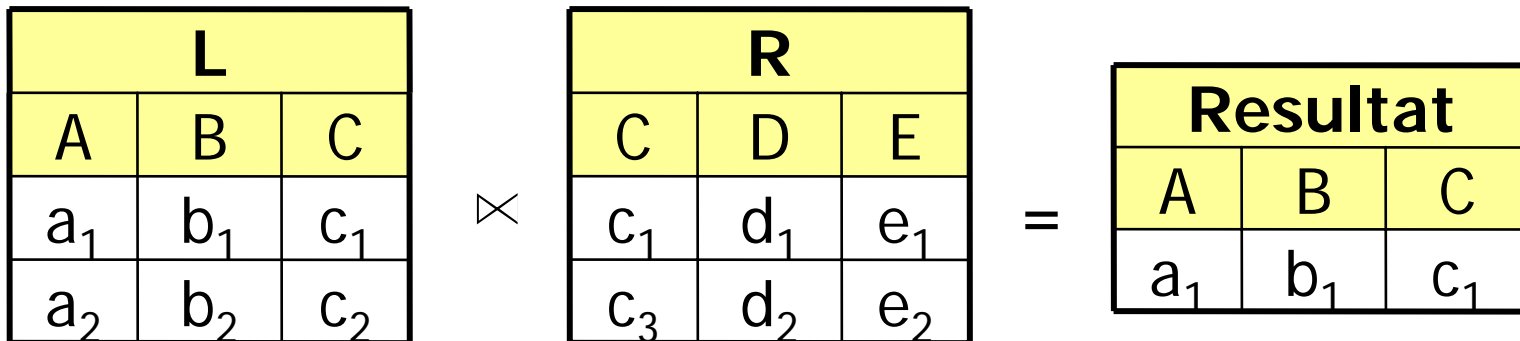 L R
Resultat
A B C C D E
A B C
a₁ b₁ c₁ ⋉ c₁ d₁ e₁ =
a₁ b₁ c₁
a₂ b₂ c₂ c₃ d₂ e₂